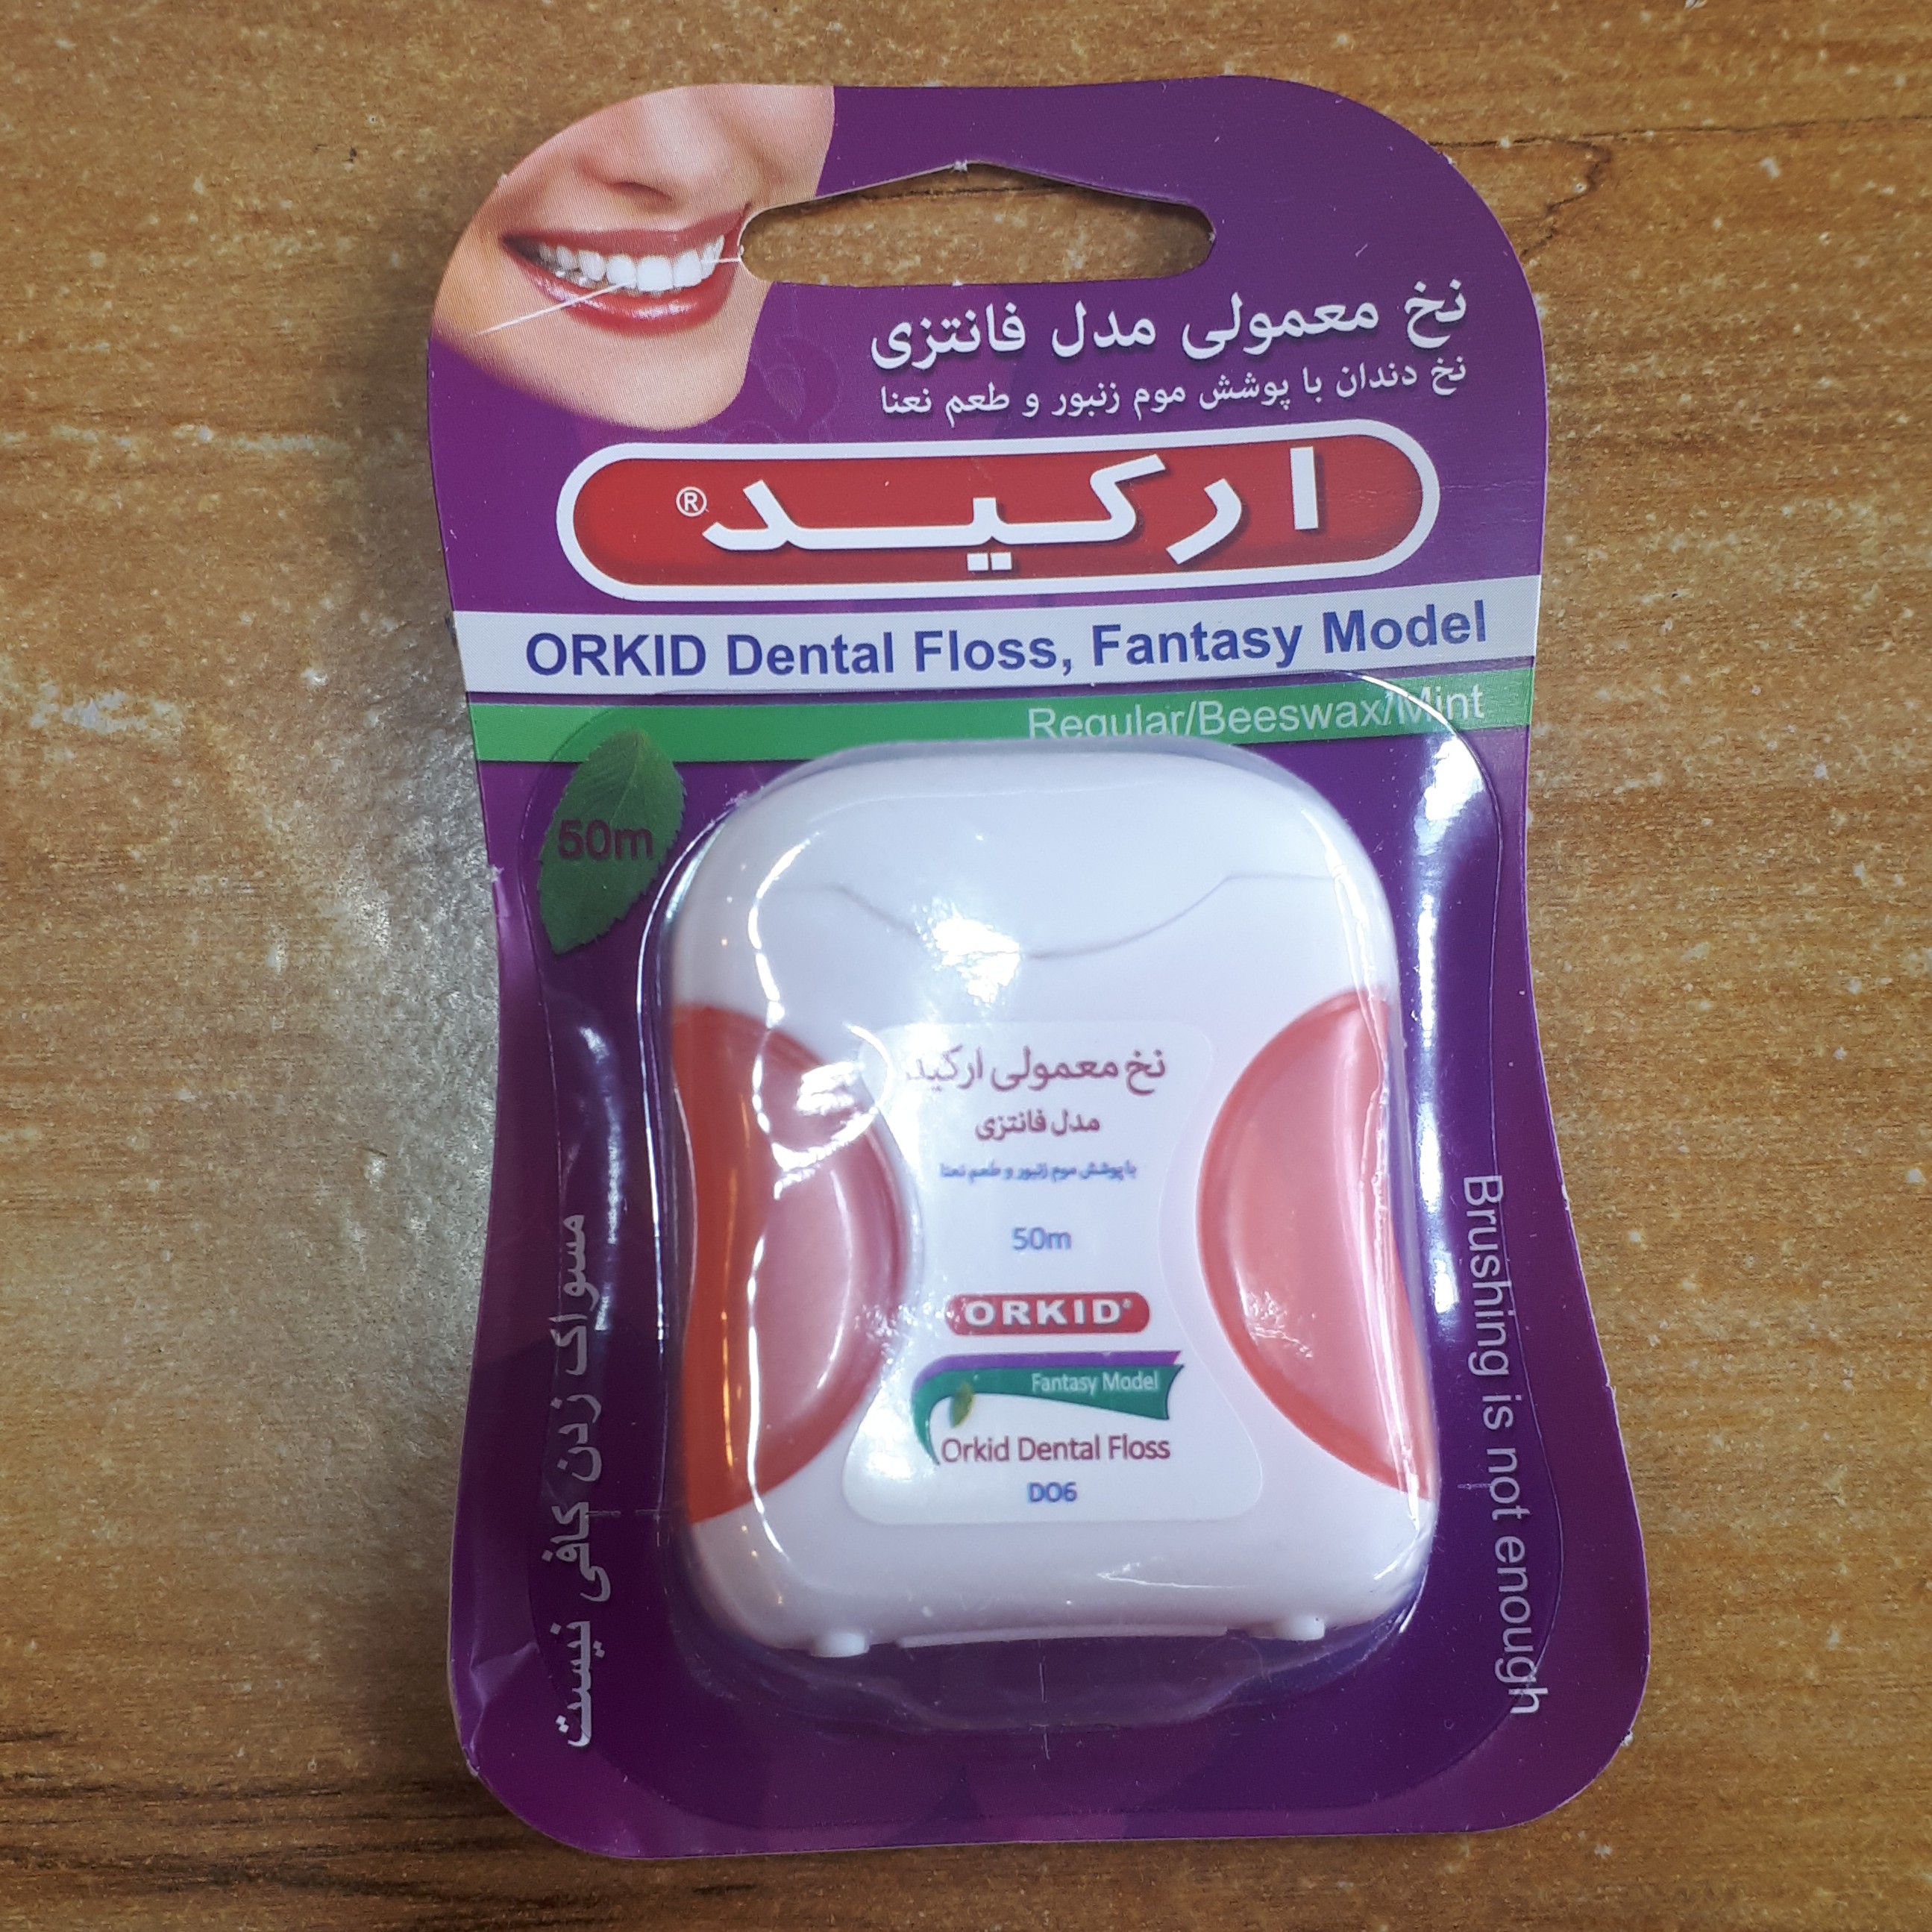 نخ معمولی مدل فانتزی
نخ دندان با پوشش موم زنبور و طعم نعنا
ارکید®
ORKID Dental Floss, Fantasy Model
Regular/Beeswax/Mint
50m
نخ معمولی ارکید
مدل فانتزی
با پوشش موم زنبور و طعم نعنا
50m
ORKID®
Fantasy Model
Orkid Dental Floss
DO6
مسواک زدن کافی نیست
Brushing is not enough